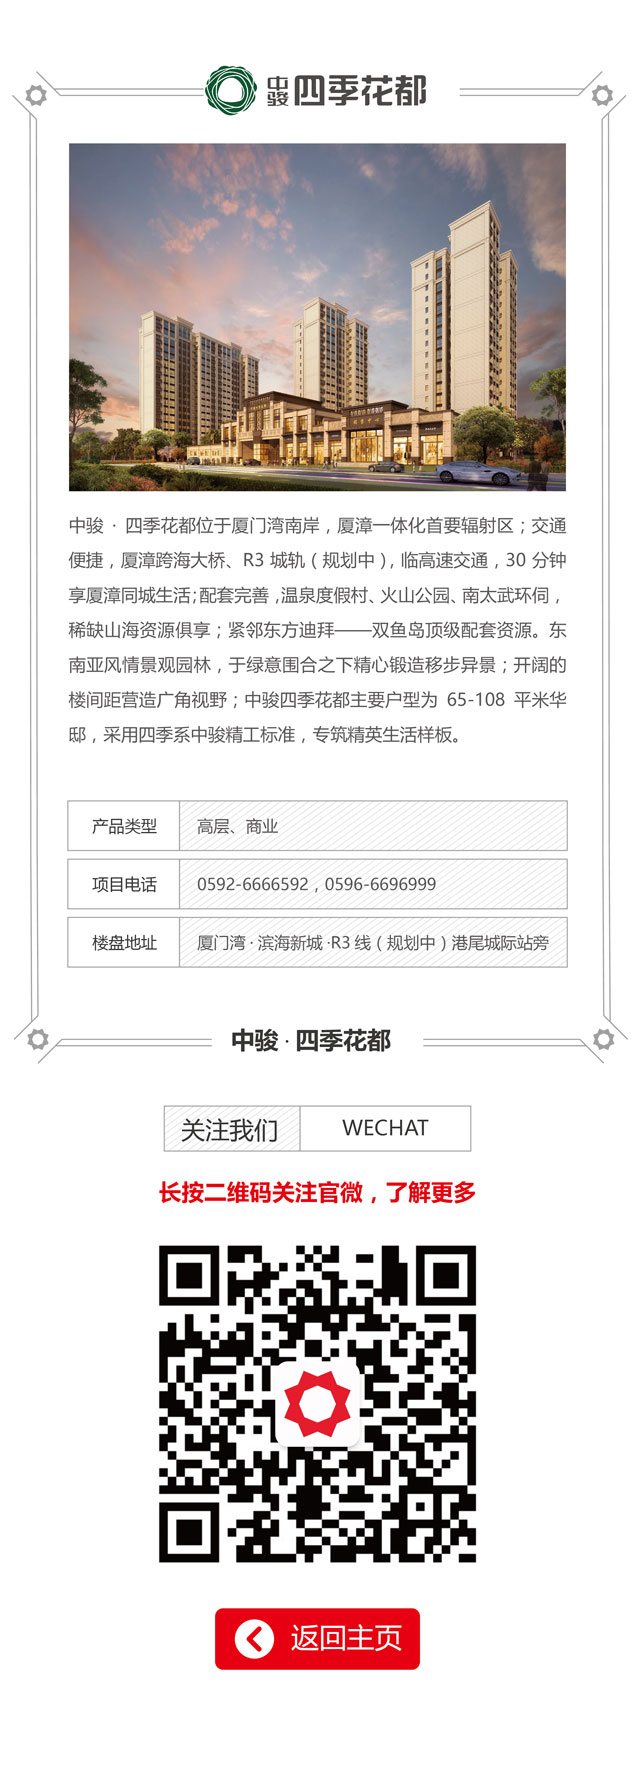 中骏 四季花都
中骏 · 四季花都位于厦门湾南岸，厦漳一体化首要辐射区；交通
便捷，厦漳跨海大桥、R3 城轨（规划中），临高速交通，30 分钟
享厦漳同城生活；配套完善，温泉度假村、火山公园、南太武环伺，
稀缺山海资源俱享；紧邻东方迪拜——双鱼岛顶级配套资源。东
南亚风情景观园林，于绿意围合之下精心锻造移步异景；开阔的
楼间距营造广角视野；中骏四季花都主要户型为 65-108 平米华
邸，采用四季系中骏精工标准，专筑精英生活样板。
产品类型 高层、商业
项目电话 0592-6666592，0596-6696999
楼盘地址 厦门湾·滨海新城·R3 线（规划中）港尾城际站旁
中骏·四季花都
关注我们 WECHAT
长按二维码关注官微，了解更多
返回主页